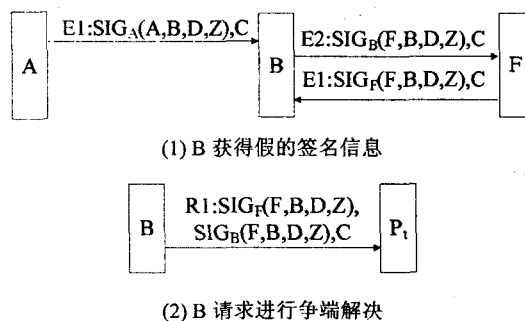 E1:SIG_A(A,B,D,Z),C
E2:SIG_B(F,B,D,Z),C
A
B
F
E1:SIG_F(F,B,D,Z),C
(1) B 获得假的签名信息
R1:SIG_F(F,B,D,Z),
B
P_t
SIG_B(F,B,D,Z),C
(2) B 请求进行争端解决